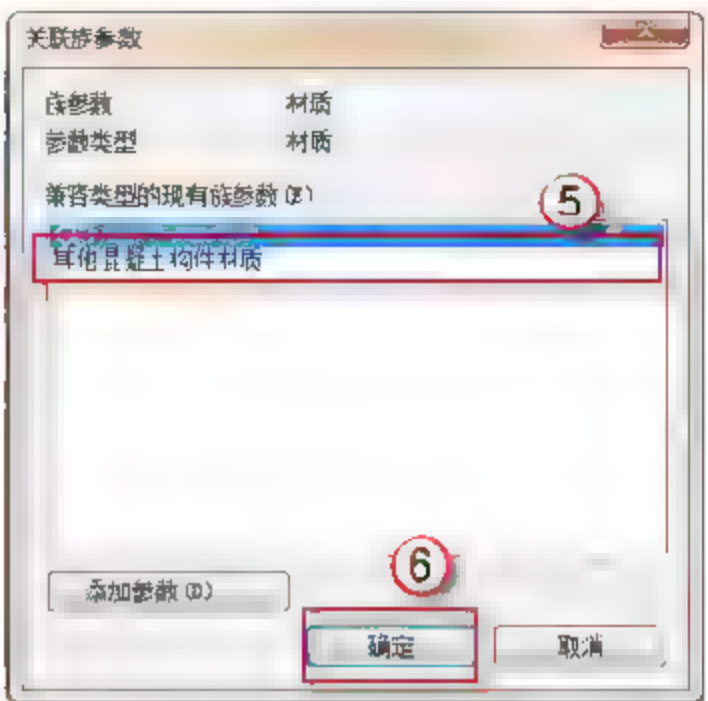 关联族参数
族参数 材质
参数类型 材质
兼容类型的现有族参数(E)
⑤
其他混凝土构件材质
⑥
添加参数(D)
确定 取消